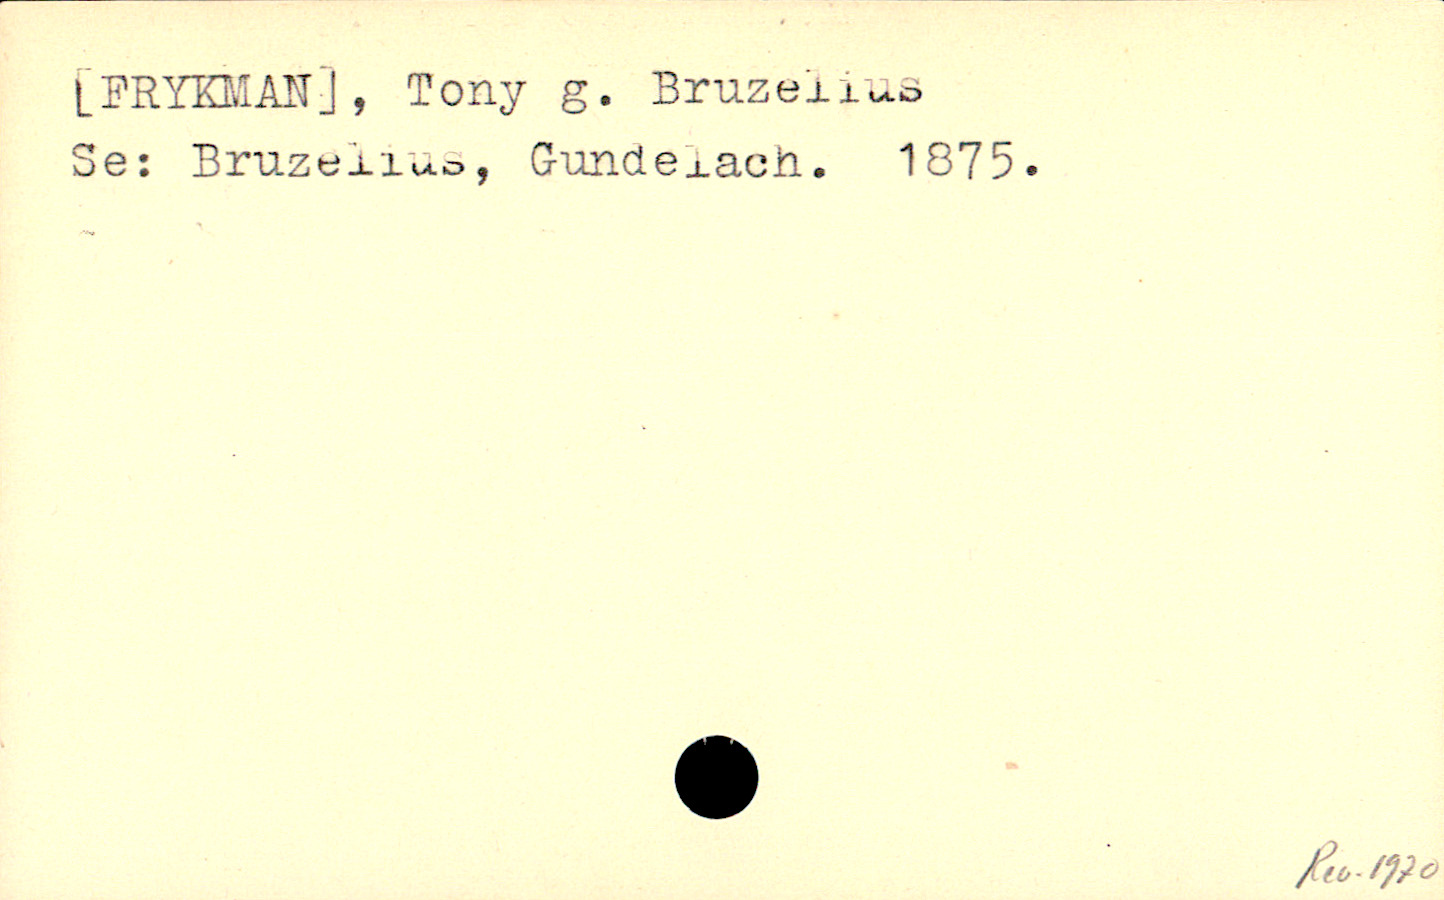 [FRYKMAN], Tony g. Bruzelius
Se: Bruzelius, Gundelach. 1875.
Rev. 1970